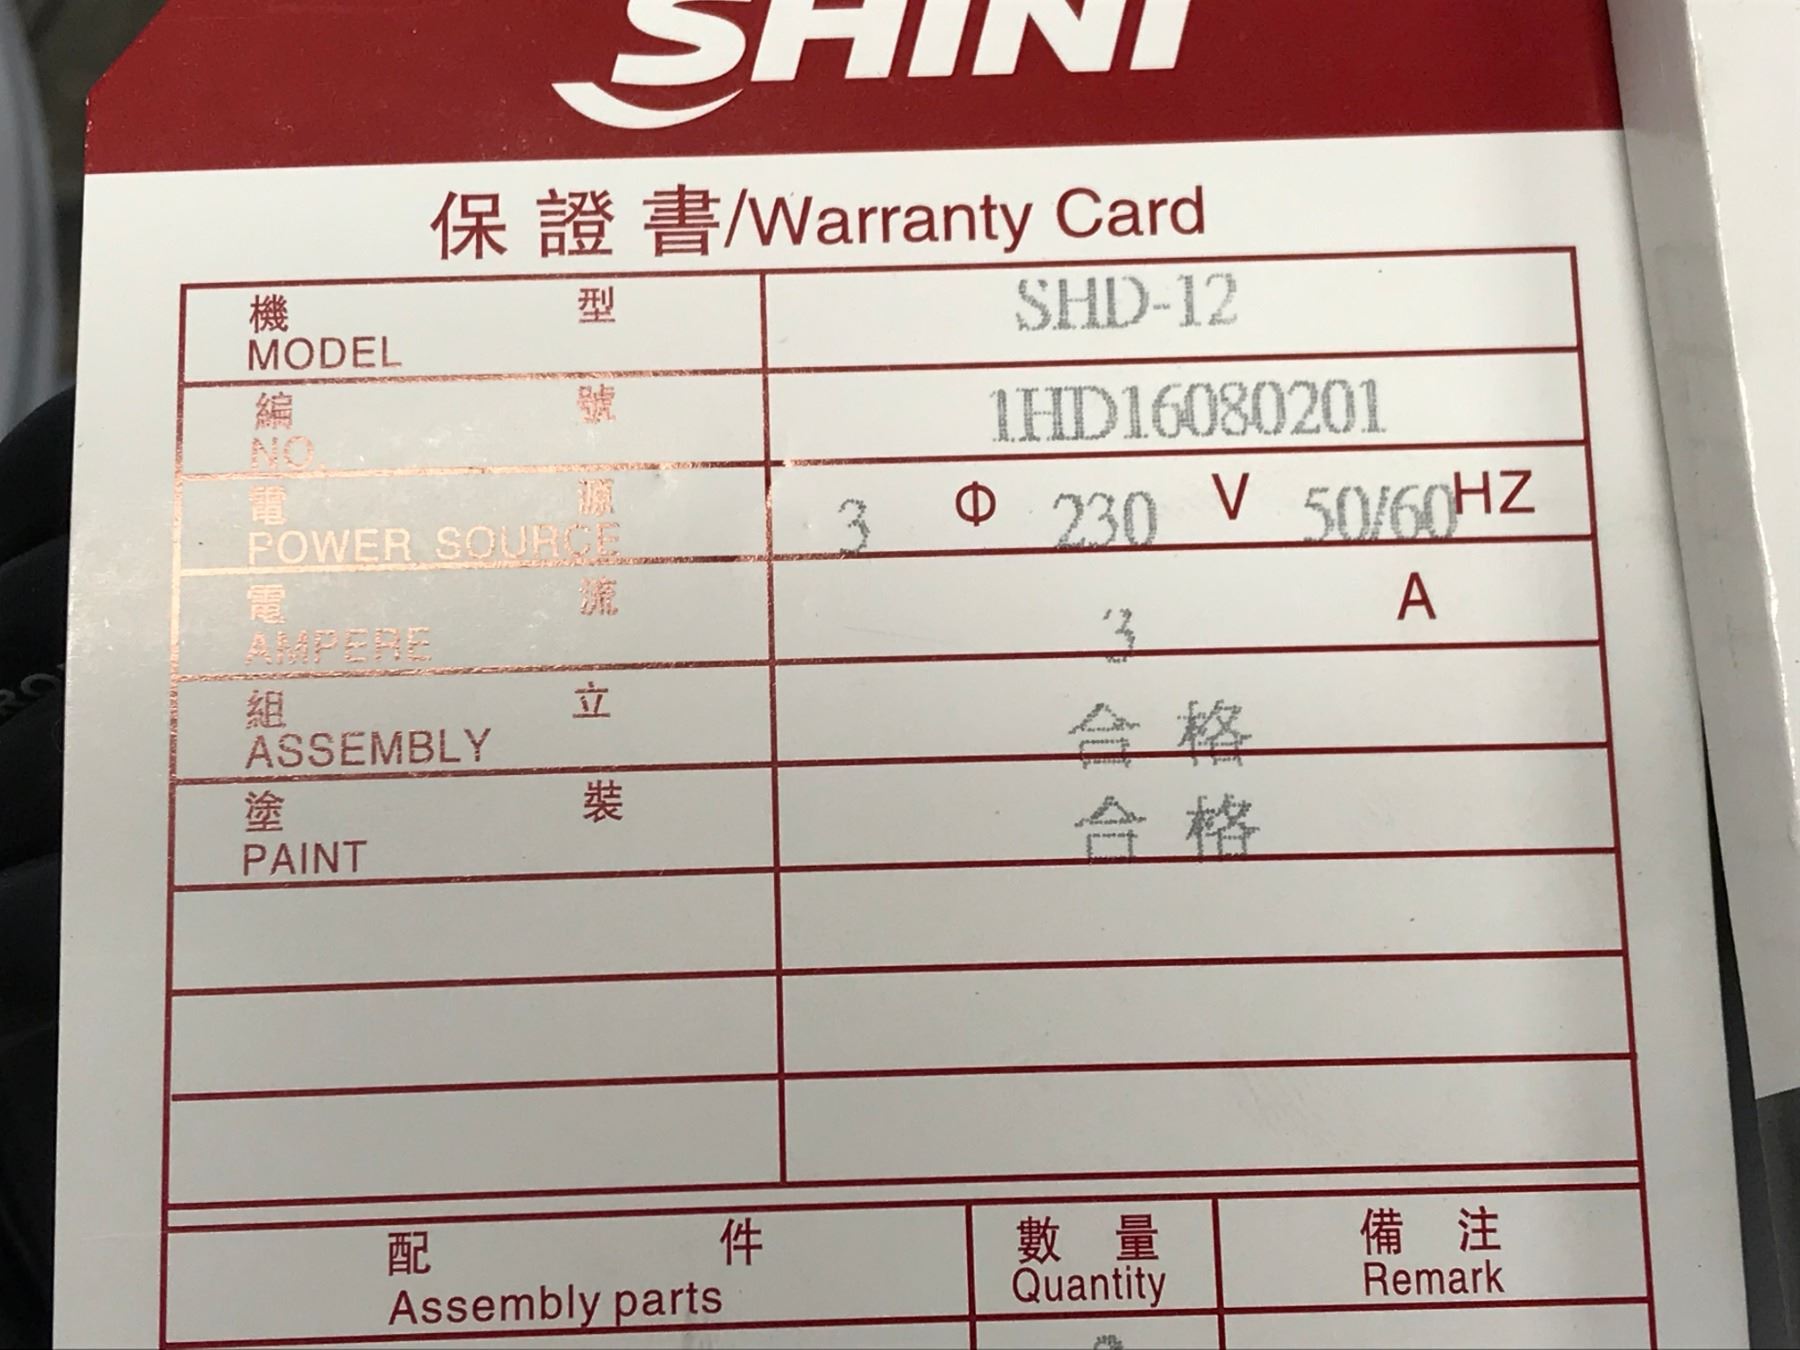 SHINI
保證書/Warranty Card
機型 SHD-12
MODEL
編號 1HD16080201
NO.
電源 3 Φ 230 V 50/60HZ
POWER SOURCE
電流 3 A
AMPERE
組立 合格
ASSEMBLY
塗裝 合格
PAINT
配件 數量 備注
Assembly parts Quantity Remark